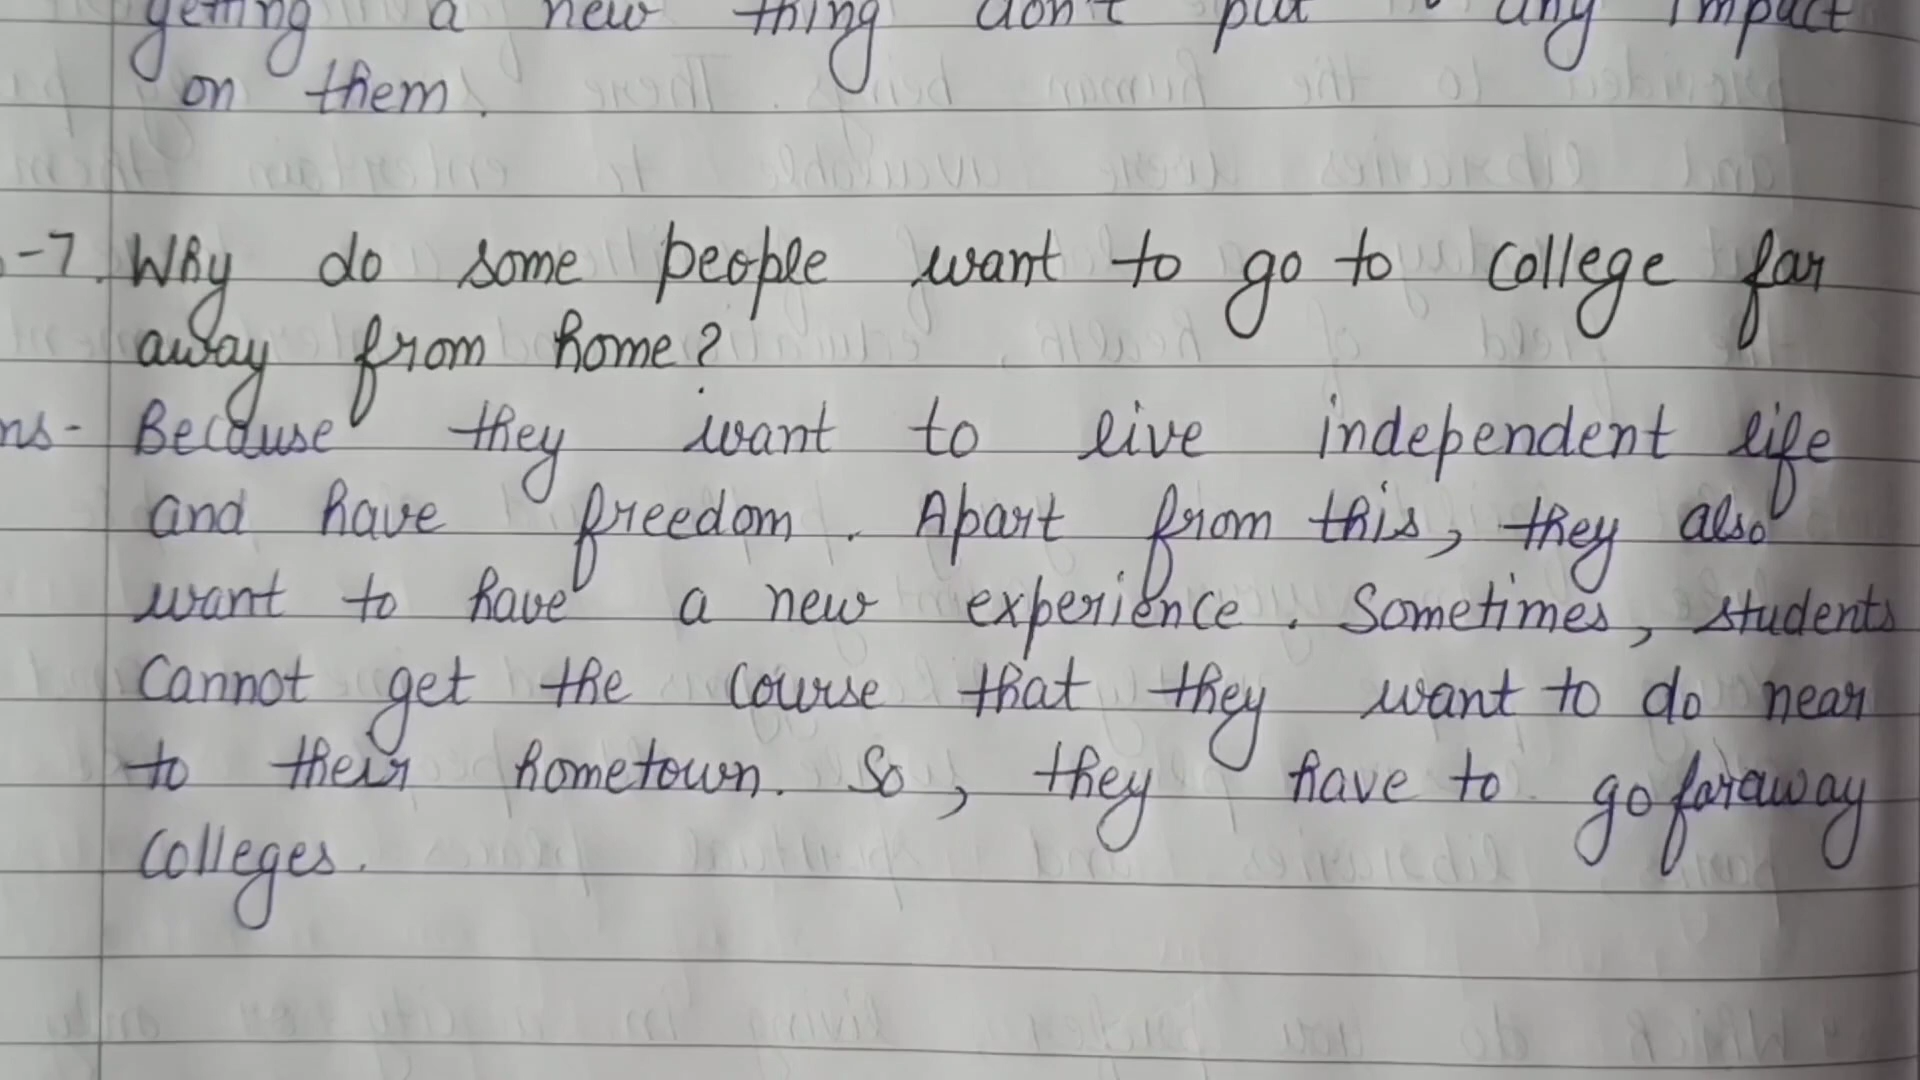 getting a new thing don't put any impact
on them.
-7. Why do some people want to go to college far
away from home?
ns- Because they want to live independent life
and have freedom. Apart from this, they also
want to have a new experience. Sometimes, students
cannot get the course that they want to do near
to their hometown. So, they have to go faraway
colleges.